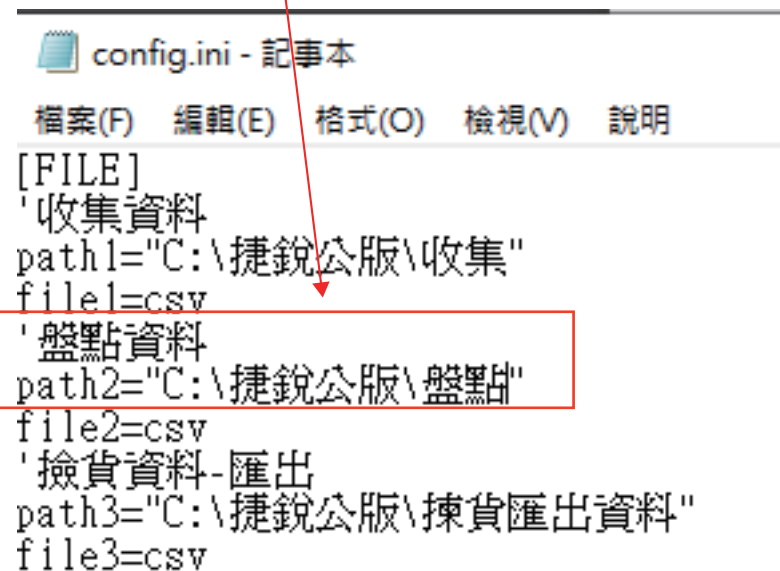 config.ini - 記事本
檔案(F) 編輯(E) 格式(O) 檢視(V) 說明
[FILE]
'收集資料
path1="C:\捷銳公版\收集"
file1=csv
'盤點資料
path2="C:\捷銳公版\盤點"
file2=csv
'撿貨資料-匯出
path3="C:\捷銳公版\揀貨匯出資料"
file3=csv